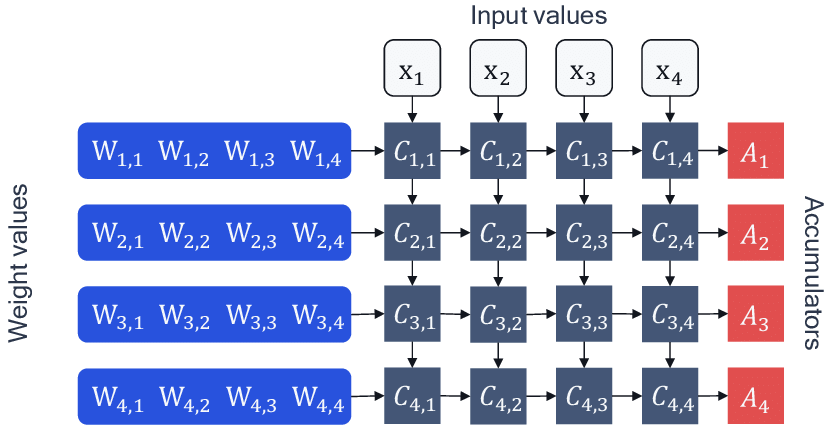 Input values
x1 x2 x3 x4
W1,1 W1,2 W1,3 W1,4 C1,1 C1,2 C1,3 C1,4 A1
W2,1 W2,2 W2,3 W2,4 C2,1 C2,2 C2,3 C2,4 A2
W3,1 W3,2 W3,3 W3,4 C3,1 C3,2 C3,3 C3,4 A3
W4,1 W4,2 W4,3 W4,4 C4,1 C4,2 C4,3 C4,4 A4
Weight values
Accumulators